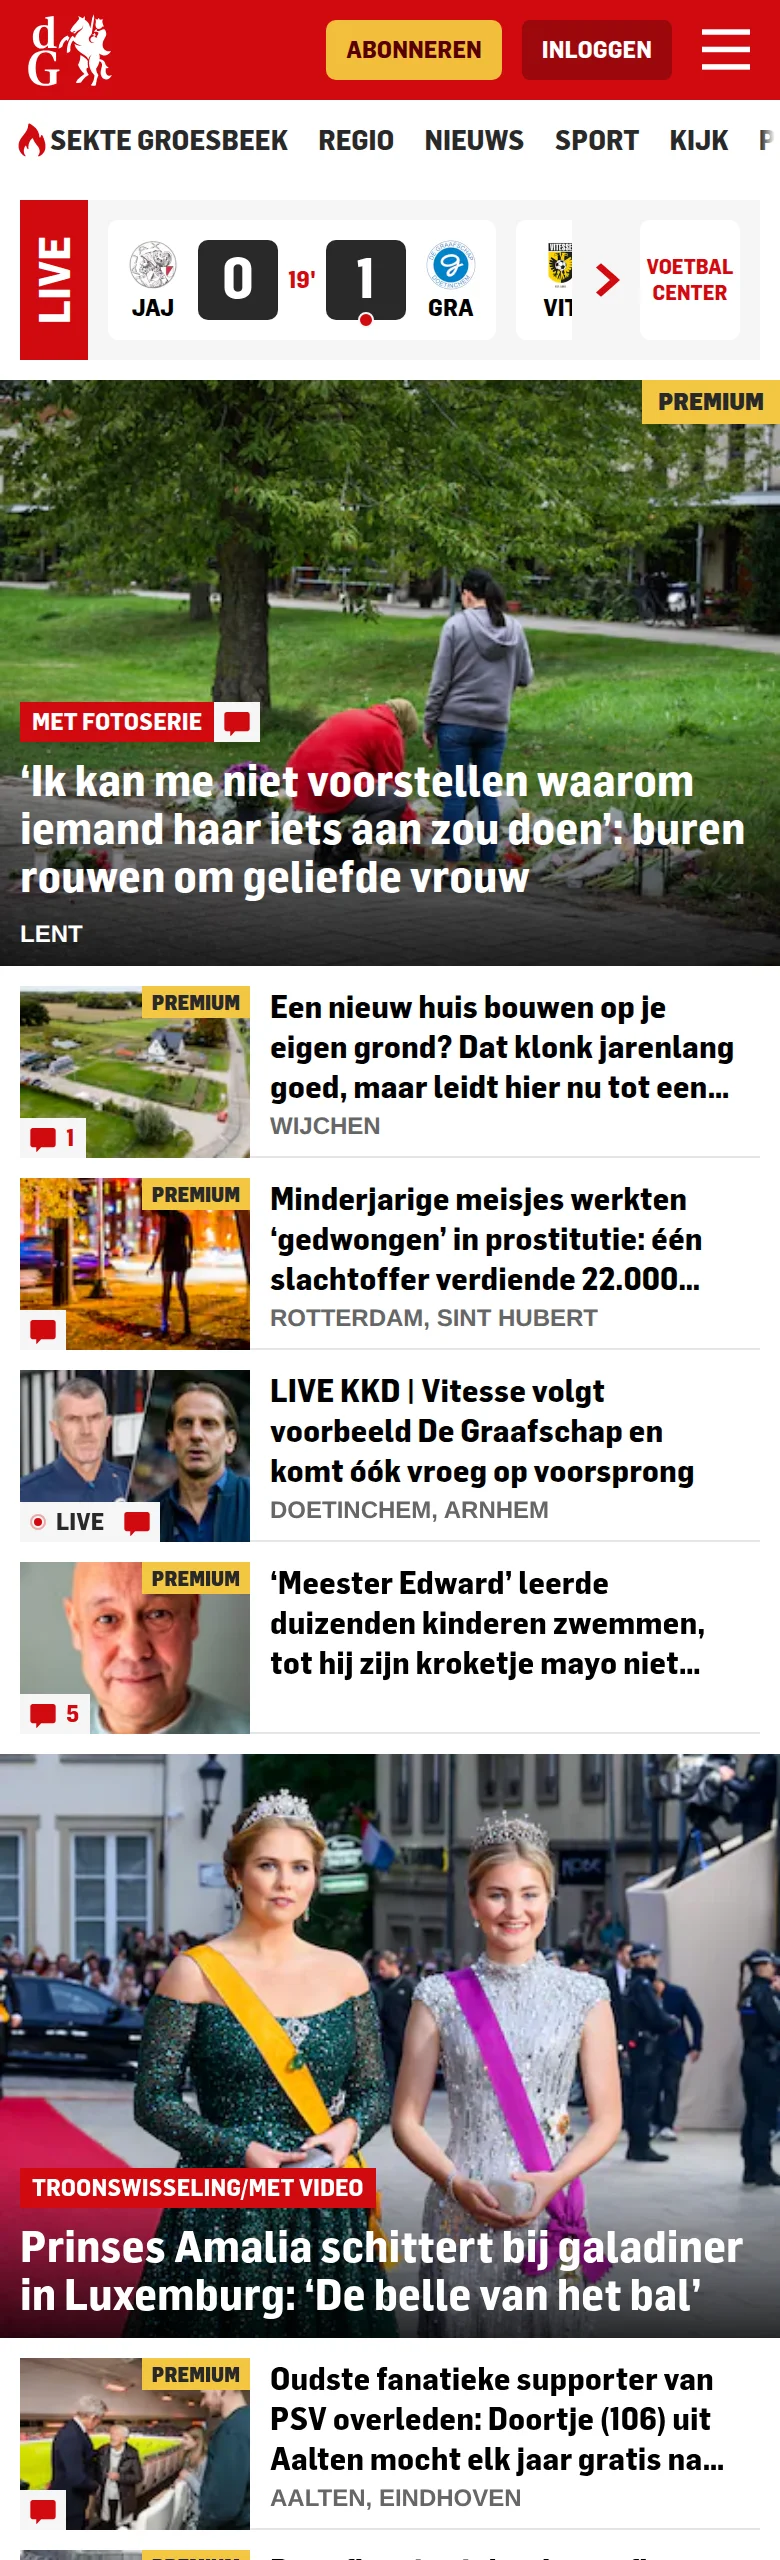 dG
ABONNEREN
INLOGGEN
SEKTE GROESBEEK
REGIO
NIEUWS
SPORT
KIJK
LIVE
JAJ
0
19'
1
GRA
VIT
VOETBAL
CENTER
PREMIUM
MET FOTOSERIE
‘Ik kan me niet voorstellen waarom
iemand haar iets aan zou doen’: buren
rouwen om geliefde vrouw
LENT
PREMIUM
1
Een nieuw huis bouwen op je
eigen grond? Dat klonk jarenlang
goed, maar leidt hier nu tot een...
WIJCHEN
PREMIUM
Minderjarige meisjes werkten
‘gedwongen’ in prostitutie: één
slachtoffer verdiende 22.000...
ROTTERDAM, SINT HUBERT
LIVE
LIVE KKD | Vitesse volgt
voorbeeld De Graafschap en
komt óók vroeg op voorsprong
DOETINCHEM, ARNHEM
PREMIUM
5
‘Meester Edward’ leerde
duizenden kinderen zwemmen,
tot hij zijn kroketje mayo niet...
TROONSWISSELING/MET VIDEO
Prinses Amalia schittert bij galadiner
in Luxemburg: ‘De belle van het bal’
PREMIUM
Oudste fanatieke supporter van
PSV overleden: Doortje (106) uit
Aalten mocht elk jaar gratis na...
AALTEN, EINDHOVEN